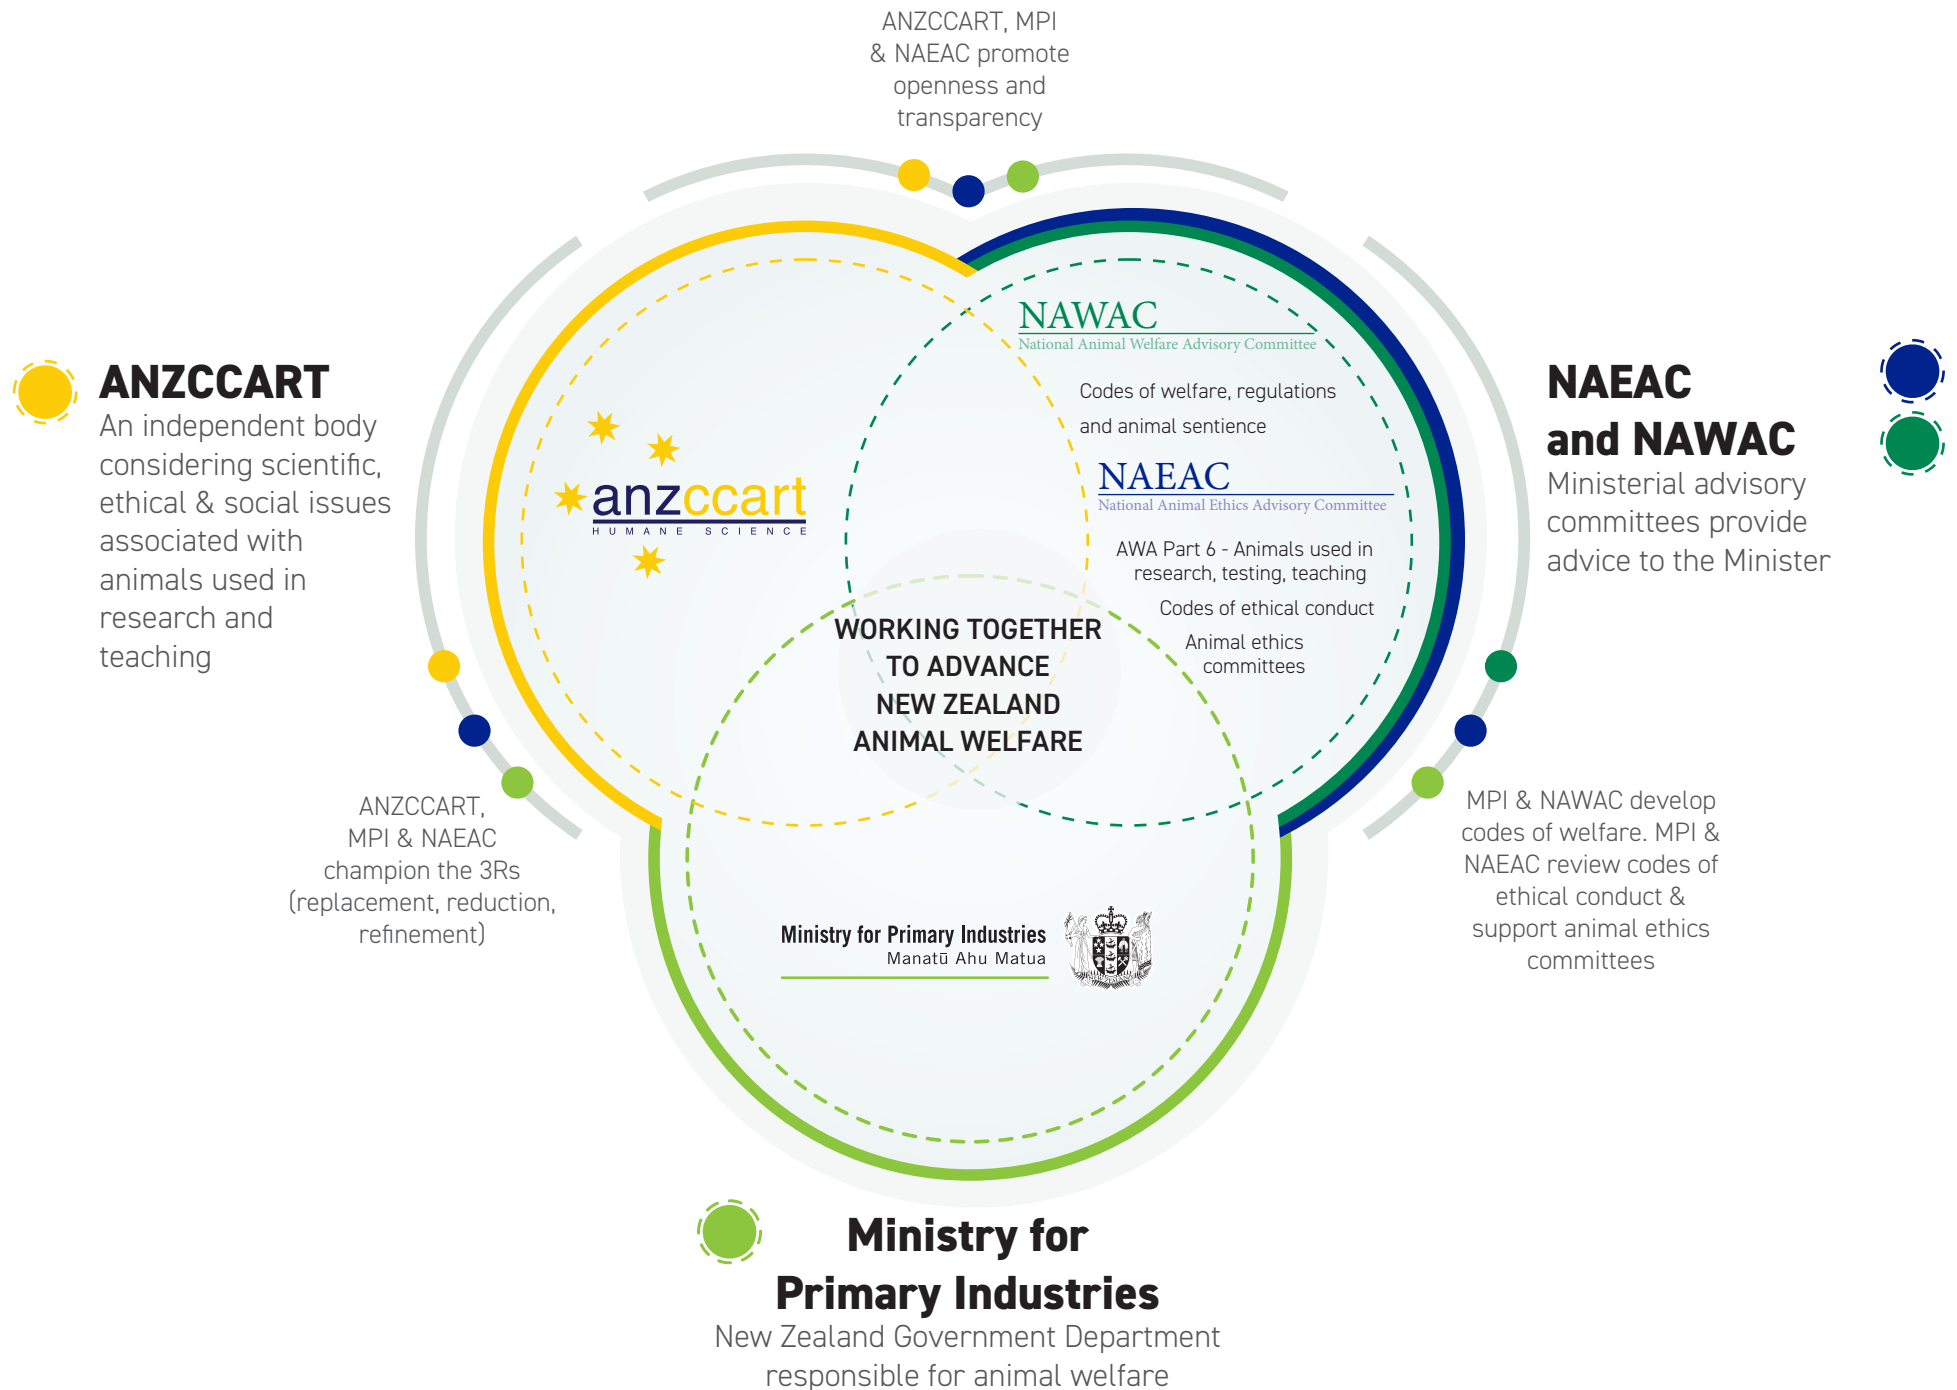 ANZCCART, MPI
& NAEAC promote
openness and
transparency
ANZCCART
An independent body
considering scientific,
ethical & social issues
associated with
animals used in
research and
teaching
anzccart
HUMANE SCIENCE
NAWAC
National Animal Welfare Advisory Committee
Codes of welfare, regulations
and animal sentience
NAEAC
National Animal Ethics Advisory Committee
AWA Part 6 - Animals used in
research, testing, teaching
Codes of ethical conduct
Animal ethics
committees
NAEAC
and NAWAC
Ministerial advisory
committees provide
advice to the Minister
WORKING TOGETHER
TO ADVANCE
NEW ZEALAND
ANIMAL WELFARE
ANZCCART,
MPI & NAEAC
champion the 3Rs
(replacement, reduction,
refinement)
MPI & NAWAC develop
codes of welfare. MPI &
NAEAC review codes of
ethical conduct &
support animal ethics
committees
Ministry for Primary Industries
Manatū Ahu Matua
Ministry for
Primary Industries
New Zealand Government Department
responsible for animal welfare